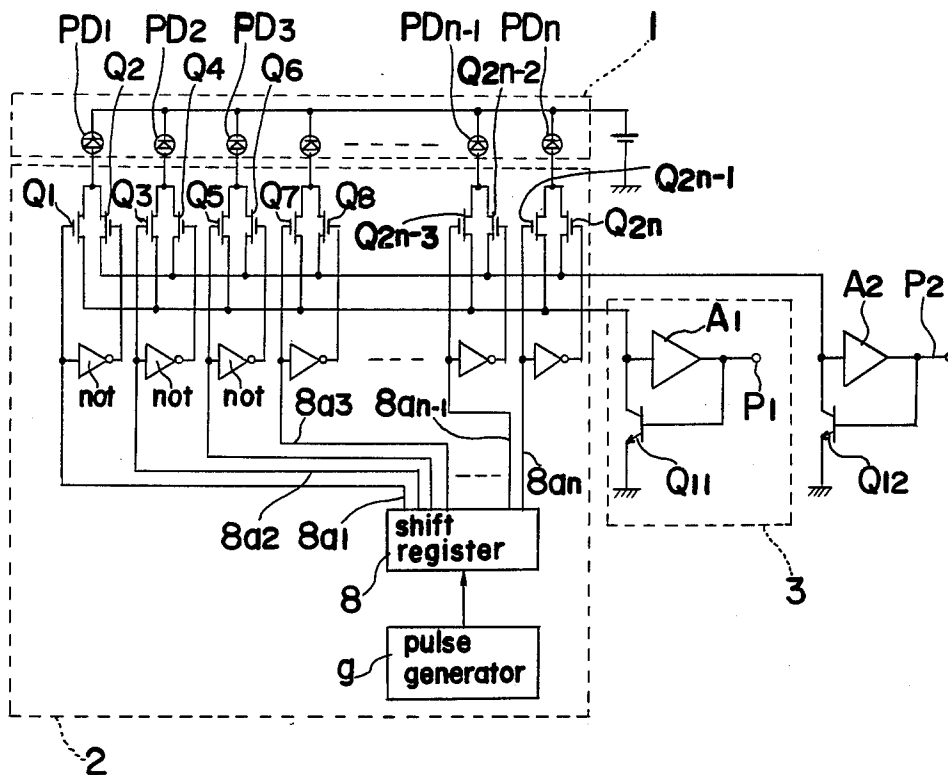 PD1 PD2 PD3 PDn-1 PDn 1
Q2 Q4 Q6 Q2n-2
Q1 Q3 Q5 Q7 Q8 Q2n-1
Q2n-3 Q2n
A1 A2 P2
not not not
P1
8a3 8an-1
Q11 Q12
8an
8a2 8a1
shift
register
8
3
pulse
generator
g
2